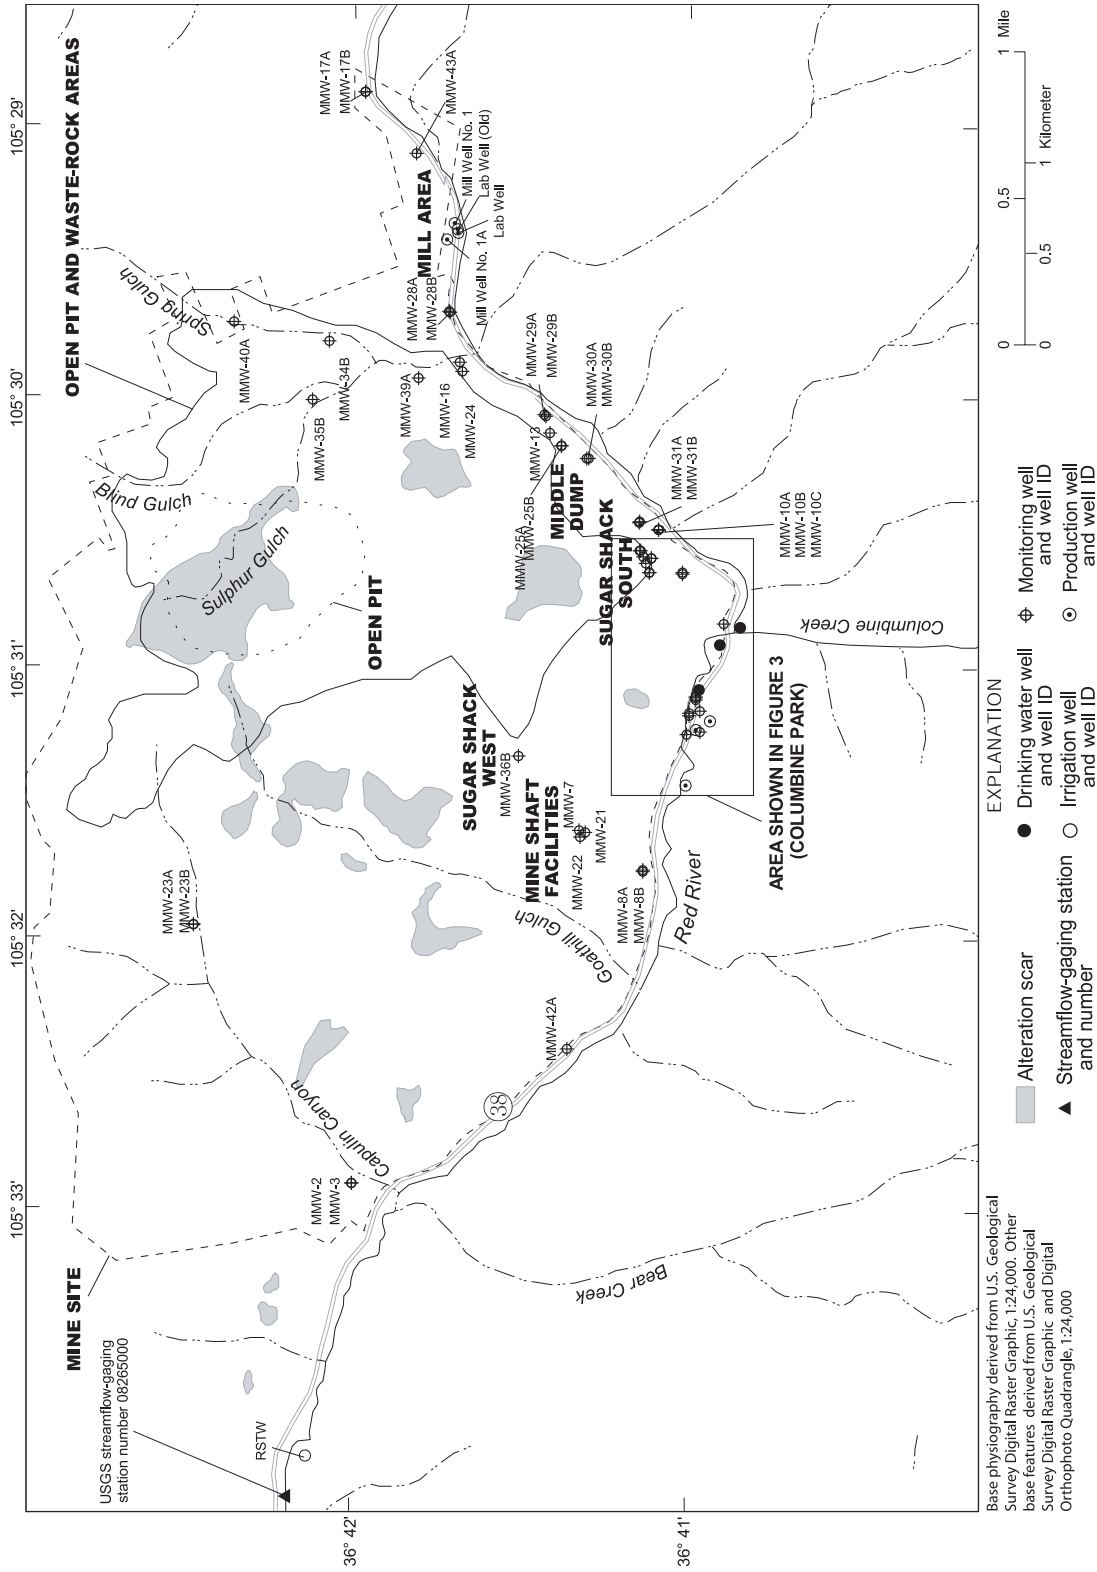 105° 33'
105° 32'
105° 31'
105° 30'
105° 29'
36° 42'
36° 41'
USGS streamflow-gaging
station number 08265000
RSTW
MINE SITE
MMW-2
MMW-3
Capulin Canyon
Bear Creek
38
MMW-42A
MMW-23A
MMW-23B
Goathill Gulch
MINE SHAFT
FACILITIES
MMW-22
MMW-7
MMW-21
MMW-8A
MMW-8B
Red River
SUGAR SHACK
WEST
MMW-36B
AREA SHOWN IN FIGURE 3
(COLUMBINE PARK)
OPEN PIT
Sulphur Gulch
Blind Gulch
Columbine Creek
SUGAR SHACK
SOUTH
MIDDLE
DUMP
MMW-25A
MMW-25B
MMW-13
MMW-10A
MMW-10B
MMW-10C
MMW-31A
MMW-31B
MMW-30A
MMW-30B
MMW-29A
MMW-29B
MMW-35B
MMW-34B
MMW-40A
MMW-39A
MMW-16
MMW-24
Spring Gulch
OPEN PIT AND WASTE-ROCK AREAS
MILL AREA
MMW-28A
MMW-28B
Mill Well No. 1A
Lab Well
Lab Well (Old)
Mill Well No. 1
MMW-43A
MMW-17A
MMW-17B
Base physiography derived from U.S. Geological
Survey Digital Raster Graphic, 1:24,000. Other
base features derived from U.S. Geological
Survey Digital Raster Graphic and Digital
Orthophoto Quadrangle, 1:24,000
EXPLANATION
Alteration scar
Streamflow-gaging station
and number
Drinking water well
and well ID
Irrigation well
and well ID
Monitoring well
and well ID
Production well
and well ID
0
0.5
1 Mile
0
0.5
1 Kilometer